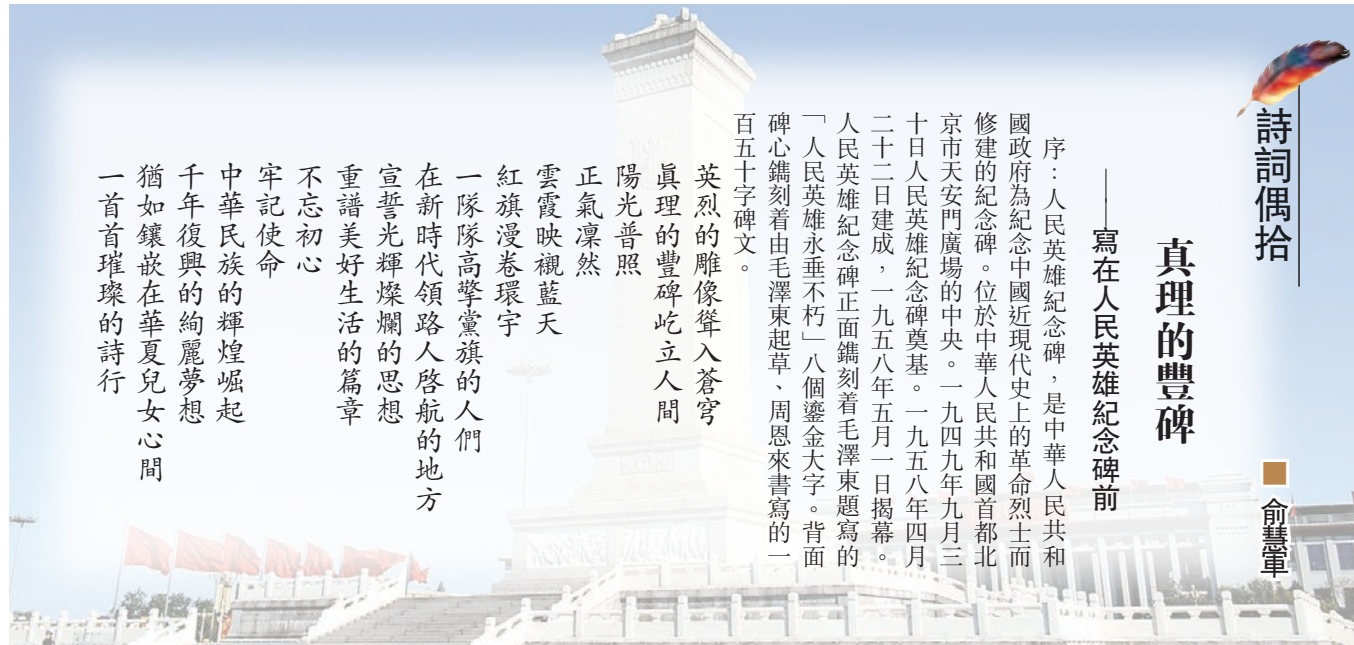 詩詞偶拾
真理的豐碑
■ 俞慧軍
——寫在人民英雄紀念碑前
序：人民英雄紀念碑，是中華人民共和
國政府為紀念中國近現代史上的革命烈士而
修建的紀念碑。位於中華人民共和國首都北
京市天安門廣場的中央。一九四九年九月三
十日人民英雄紀念碑奠基。一九五八年四月
二十二日建成，一九五八年五月一日揭幕。
人民英雄紀念碑正面鐫刻着毛澤東題寫的
「人民英雄永垂不朽」八個鎏金大字。背面
碑心鐫刻着由毛澤東起草、周恩來書寫的一
百五十字碑文。
英烈的雕像聳入蒼穹
眞理的豐碑屹立人間
陽光普照
正氣凜然
雲霞映襯藍天
紅旗漫卷環宇
一隊隊高擎黨旗的人們
在新時代領路人啓航的地方
宣誓光輝燦爛的思想
重譜美好生活的篇章
不忘初心
牢記使命
中華民族的輝煌崛起
千年復興的絢麗夢想
猶如鑲嵌在華夏兒女心間
一首首璀璨的詩行